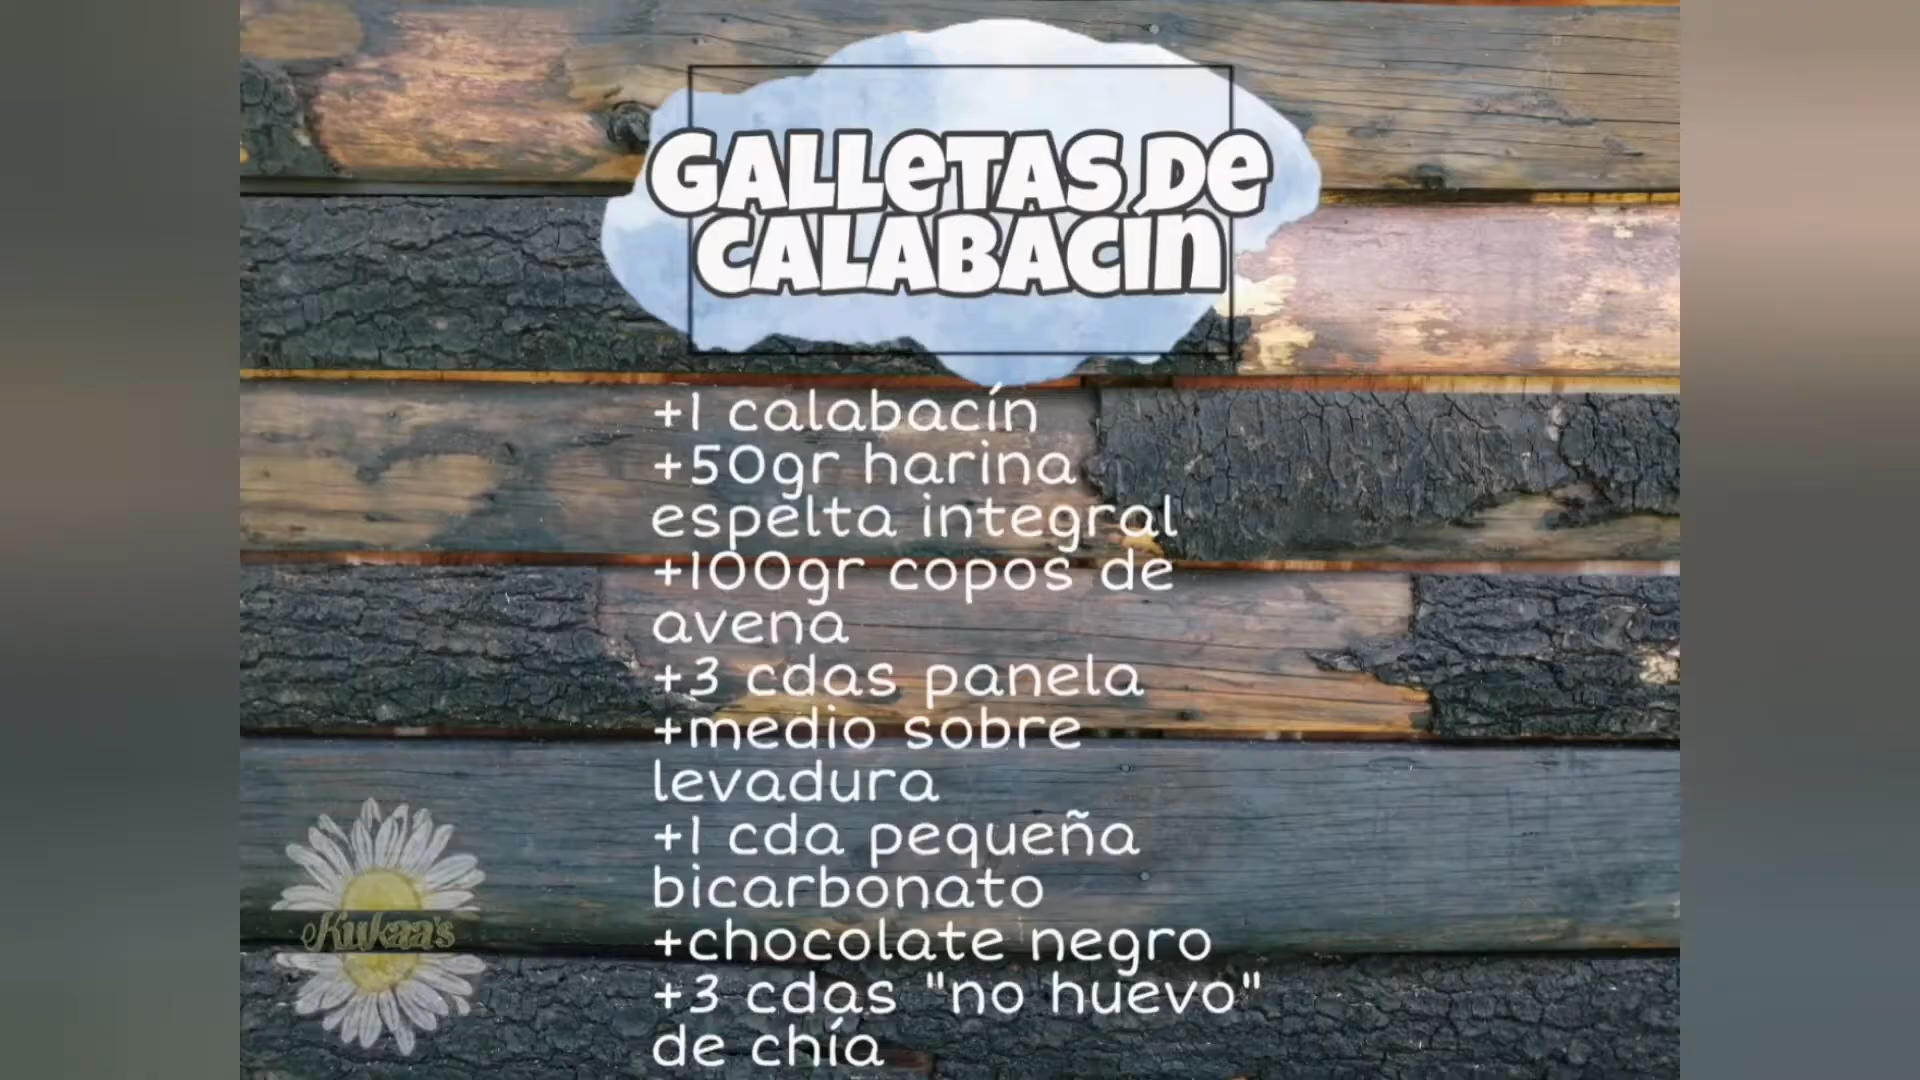 GALLETAS DE
CALABACÍN
+1 calabacín
+50gr harina
espelta integral
+100gr copos de
avena
+3 cdas panela
+medio sobre
levadura
+1 cda pequeña
bicarbonato
+chocolate negro
+3 cdas "no huevo"
de chía
Kukaa's